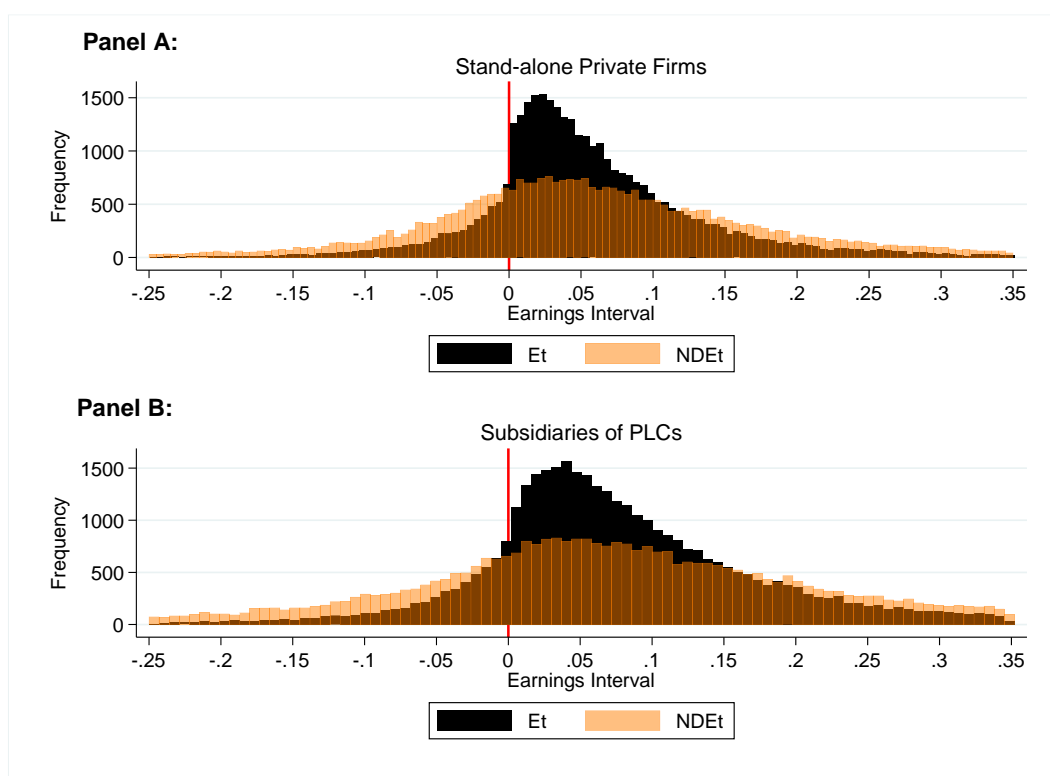 Panel A:
Stand-alone Private Firms
Frequency
1500
1000
500
0
-.25 -.2 -.15 -.1 -.05 0 .05 .1 .15 .2 .25 .3 .35
Earnings Interval
Et NDEt
Panel B:
Subsidiaries of PLCs
Frequency
1500
1000
500
0
-.25 -.2 -.15 -.1 -.05 0 .05 .1 .15 .2 .25 .3 .35
Earnings Interval
Et NDEt